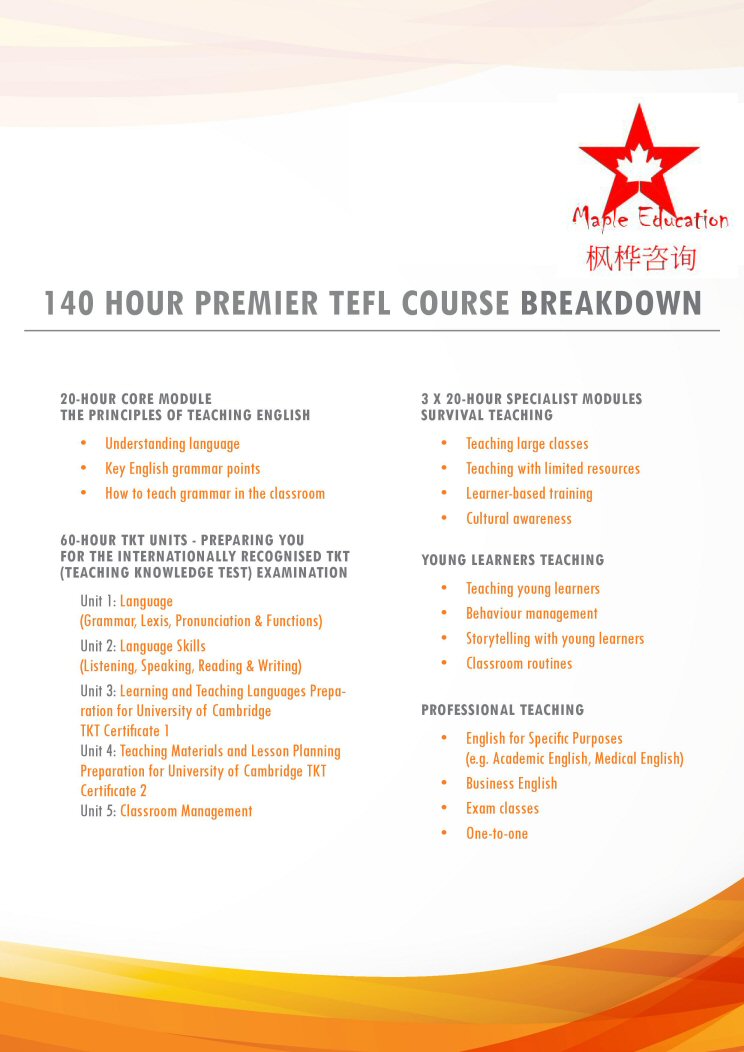 Maple Education
枫桦咨询
140 HOUR PREMIER TEFL COURSE BREAKDOWN
20-HOUR CORE MODULE
THE PRINCIPLES OF TEACHING ENGLISH
• Understanding language
• Key English grammar points
• How to teach grammar in the classroom
60-HOUR TKT UNITS - PREPARING YOU
FOR THE INTERNATIONALLY RECOGNISED TKT
(TEACHING KNOWLEDGE TEST) EXAMINATION
Unit 1: Language
(Grammar, Lexis, Pronunciation & Functions)
Unit 2: Language Skills
(Listening, Speaking, Reading & Writing)
Unit 3: Learning and Teaching Languages Prepa-
ration for University of Cambridge
TKT Certificate 1
Unit 4: Teaching Materials and Lesson Planning
Preparation for University of Cambridge TKT
Certificate 2
Unit 5: Classroom Management
3 X 20-HOUR SPECIALIST MODULES
SURVIVAL TEACHING
• Teaching large classes
• Teaching with limited resources
• Learner-based training
• Cultural awareness
YOUNG LEARNERS TEACHING
• Teaching young learners
• Behaviour management
• Storytelling with young learners
• Classroom routines
PROFESSIONAL TEACHING
• English for Specific Purposes
(e.g. Academic English, Medical English)
• Business English
• Exam classes
• One-to-one